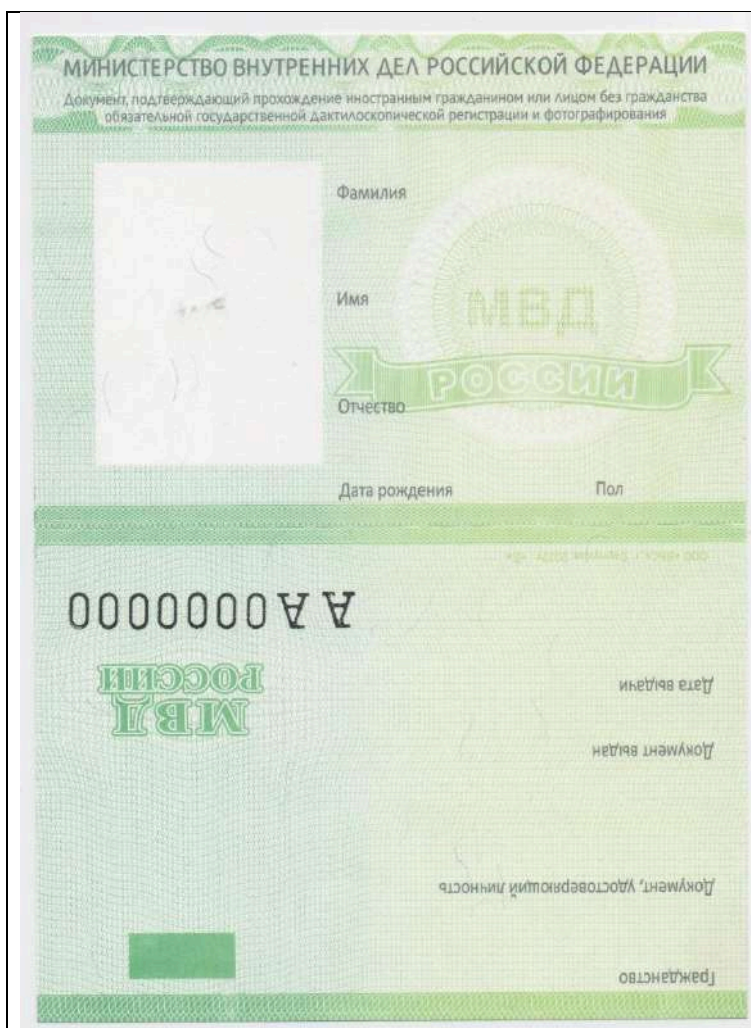 МИНИСТЕРСТВО ВНУТРЕННИХ ДЕЛ РОССИЙСКОЙ ФЕДЕРАЦИИ
Документ, подтверждающий прохождение иностранным гражданином или лицом без гражданства
обязательной государственной дактилоскопической регистрации и фотографирования
Фамилия
Имя
МВД
РОССИИ
Отчество
Дата рождения Пол
АА 0000000
МВД
РОССИИ
Дата выдачи
Документ выдан
Документ, удостоверяющий личность
Гражданство